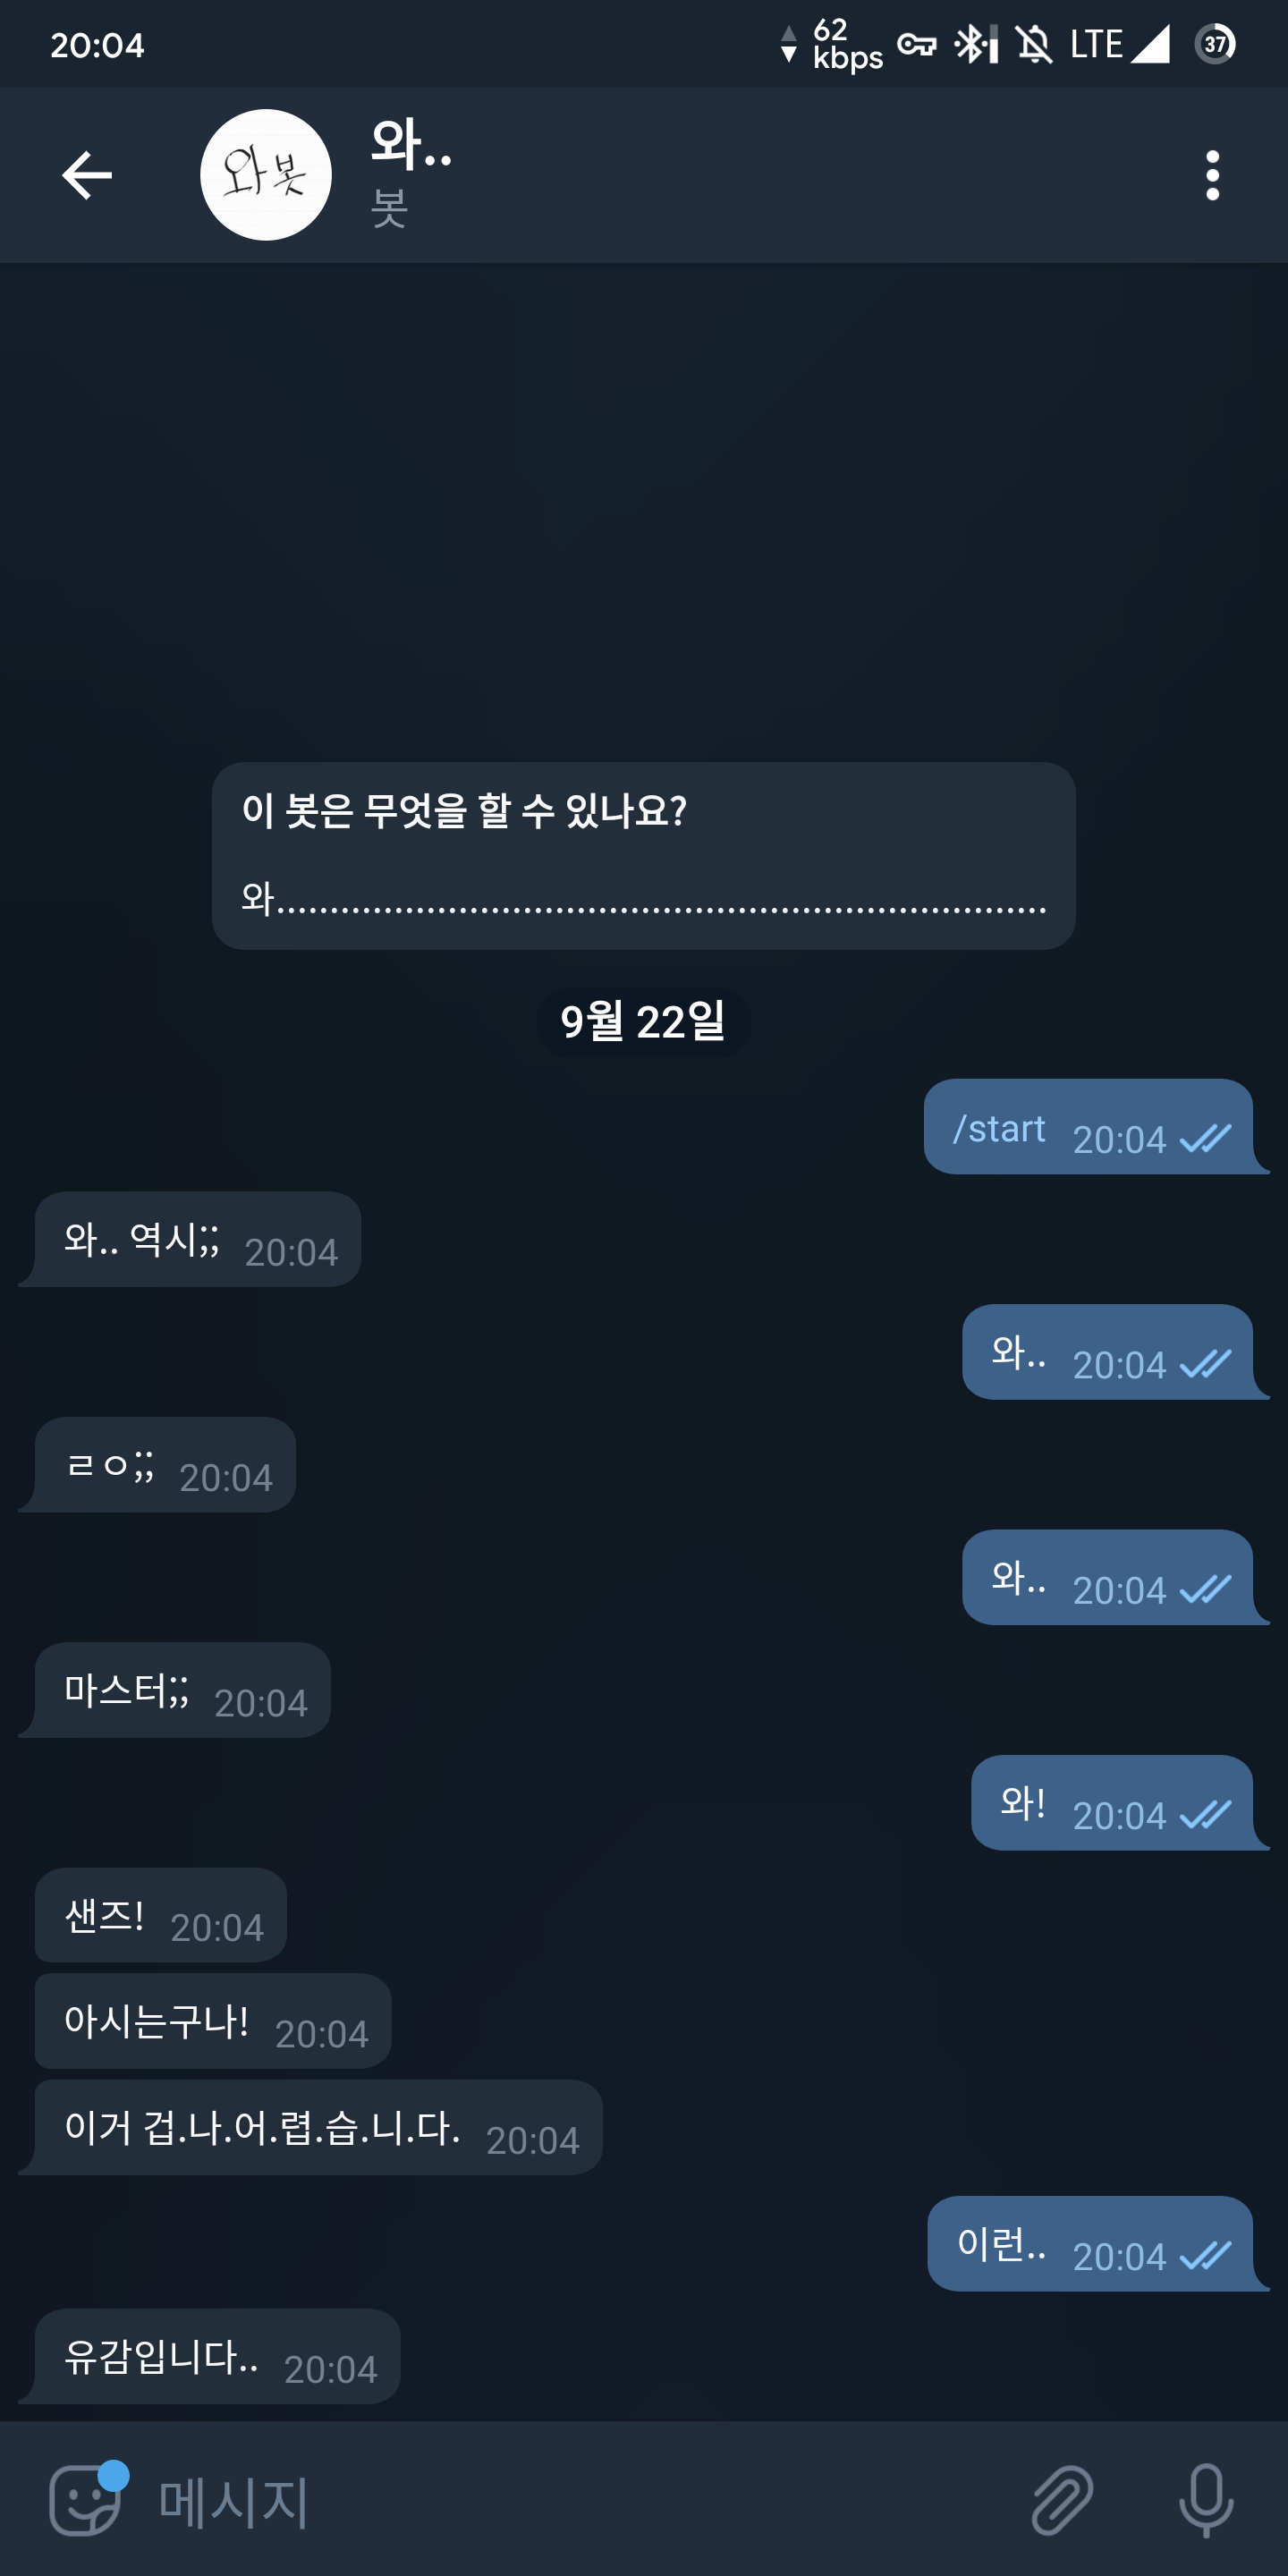 20:04
62
kbps
LTE
37
와봇
와..
봇
이 봇은 무엇을 할 수 있나요?
와........................................................................
9월 22일
/start 20:04
와.. 역시;; 20:04
와.. 20:04
ㄹㅇ;; 20:04
와.. 20:04
마스터;; 20:04
와! 20:04
샌즈! 20:04
아시는구나! 20:04
이거 겁.나.어.렵.습.니.다. 20:04
이런.. 20:04
유감입니다.. 20:04
메시지